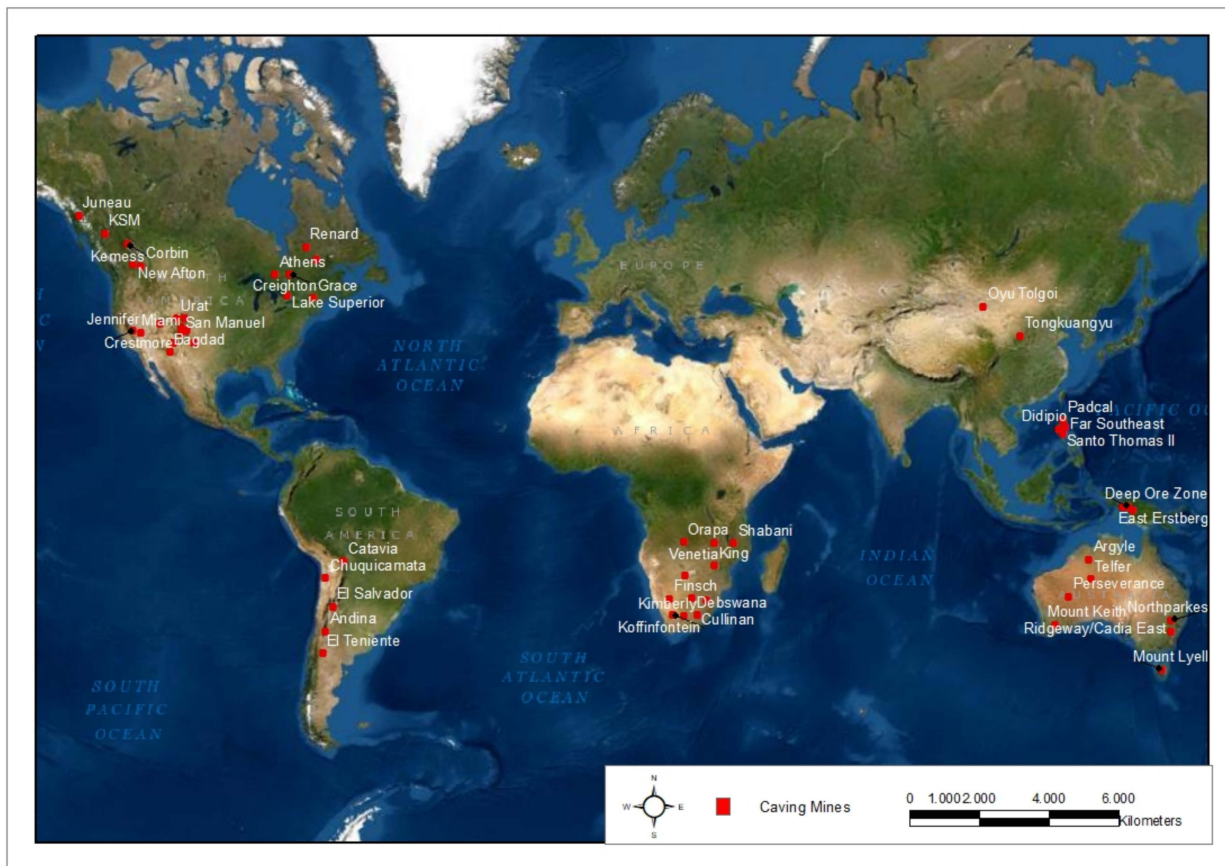 Juneau
KSM
Kemess
Corbin
New Afton
Renard
Athens
Creighton
Grace
Lake Superior
Urat
Jennifer
Miami
San Manuel
Crestmore
Bagdad
EUROPE
Oyu Tolgoi
Tongkuangyu
NORTH
ATLANTIC
OCEAN
AFRICA
Padcal
Didipio
Far Southeast
Santo Thomas II
SOUTH
AMERICA
Catavia
Chuquicamata
El Salvador
Andina
El Teniente
Orapa
Shabani
Venetia
King
Finsch
Kimberly
Debswana
Koffinfontein
Cullinan
INDIAN
OCEAN
Deep Ore Zone
East Erstberg
Argyle
Telfer
Perseverance
Mount Keith
Northparkes
Ridgeway/Cadia East
Mount Lyell
SOUTH
ATLANTIC
OCEAN
SOUTH
PACIFIC
OCEAN
N
W
E
S
Caving Mines
0 1.000 2.000 4.000 6.000
Kilometers